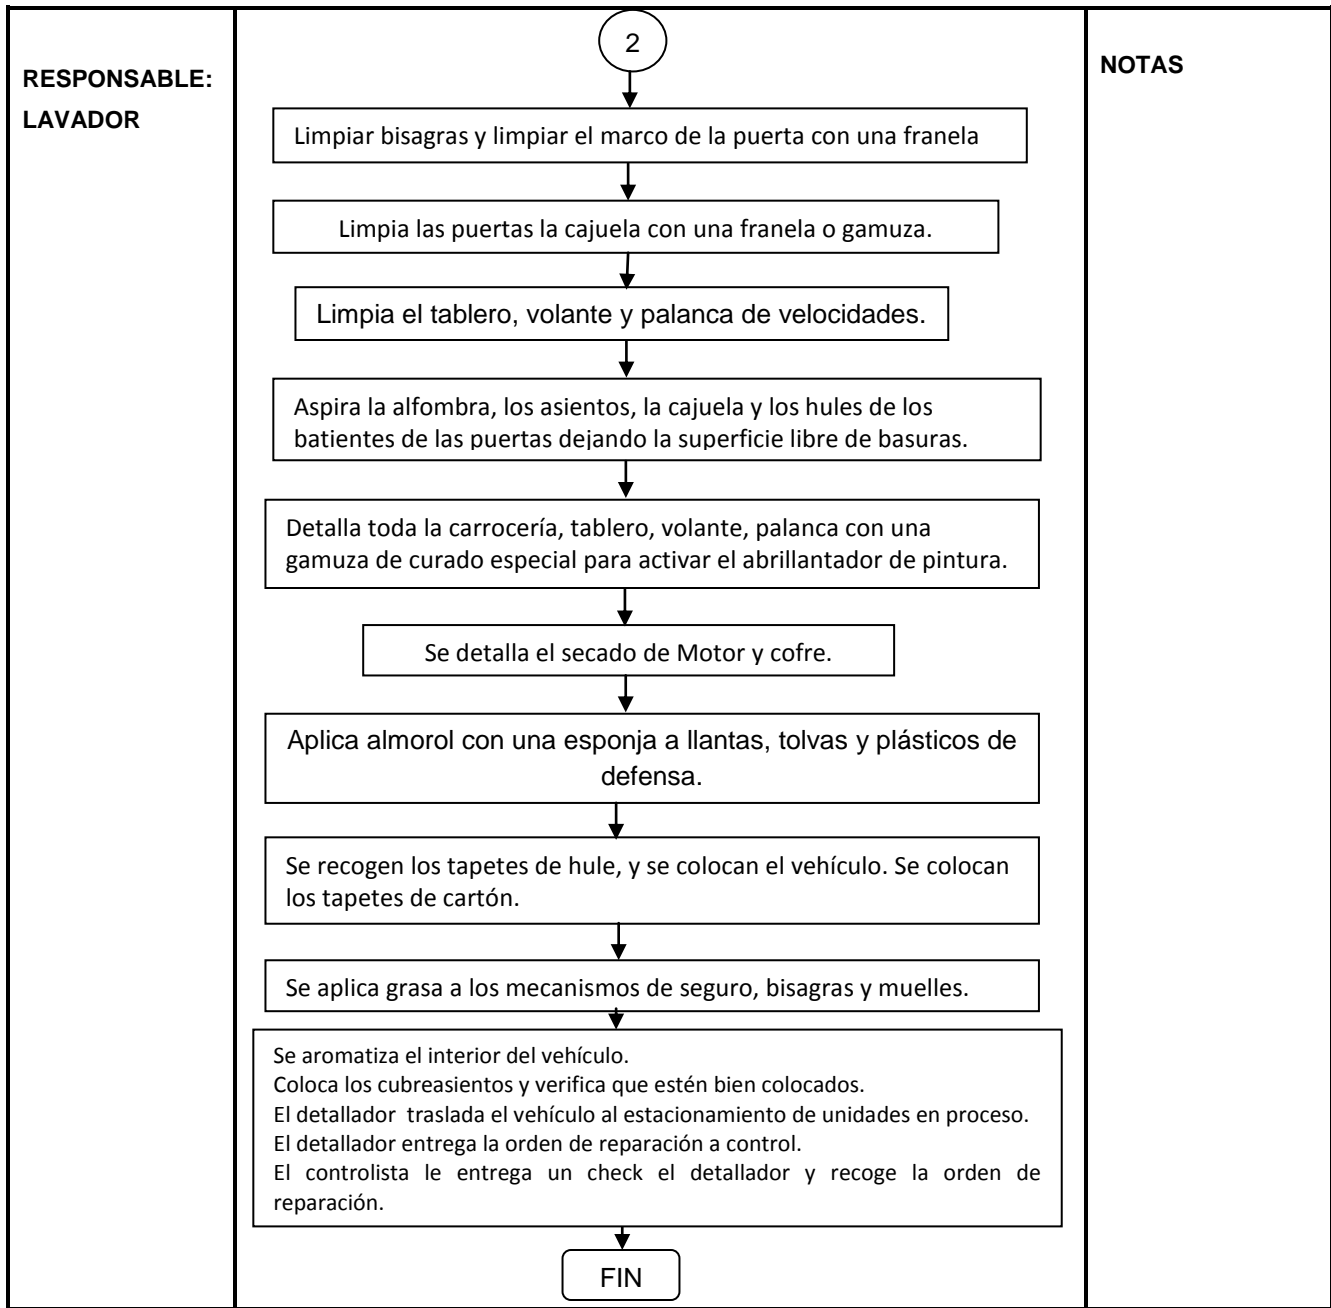 RESPONSABLE:
LAVADOR
2
NOTAS
Limpiar bisagras y limpiar el marco de la puerta con una franela
Limpia las puertas la cajuela con una franela o gamuza.
Limpia el tablero, volante y palanca de velocidades.
Aspira la alfombra, los asientos, la cajuela y los hules de los
batientes de las puertas dejando la superficie libre de basuras.
Detalla toda la carrocería, tablero, volante, palanca con una
gamuza de curado especial para activar el abrillantador de pintura.
Se detalla el secado de Motor y cofre.
Aplica almorol con una esponja a llantas, tolvas y plásticos de
defensa.
Se recogen los tapetes de hule, y se colocan el vehículo. Se colocan
los tapetes de cartón.
Se aplica grasa a los mecanismos de seguro, bisagras y muelles.
Se aromatiza el interior del vehículo.
Coloca los cubreasientos y verifica que estén bien colocados.
El detallador traslada el vehículo al estacionamiento de unidades en proceso.
El detallador entrega la orden de reparación a control.
El controlista le entrega un check el detallador y recoge la orden de
reparación.
FIN